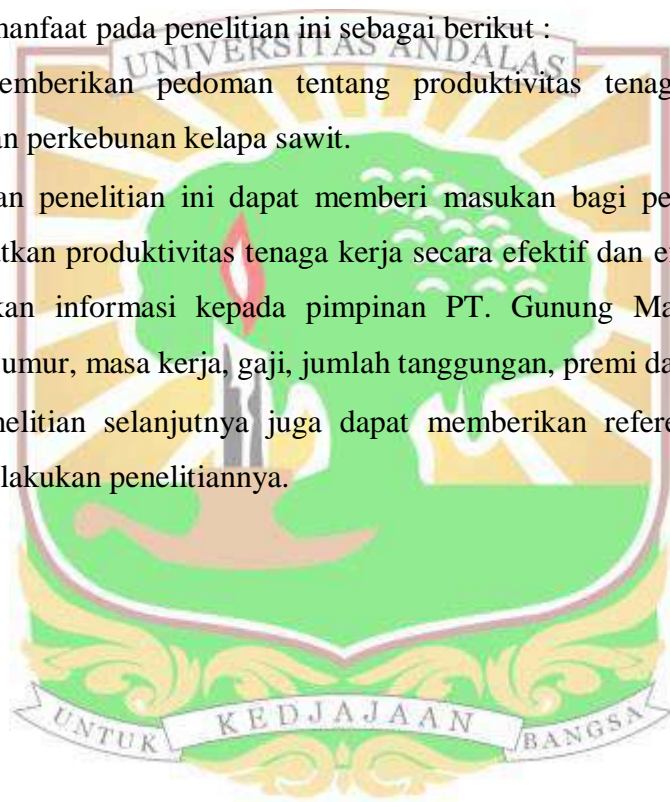 manfaat pada penelitian ini sebagai berikut :
UNIVERSITAS ANDALAS
emberikan pedoman tentang produktivitas tenag
an perkebunan kelapa sawit.
an penelitian ini dapat memberi masukan bagi pe
atkan produktivitas tenaga kerja secara efektif dan e
kan informasi kepada pimpinan PT. Gunung Ma
umur, masa kerja, gaji, jumlah tanggungan, premi da
nelitian selanjutnya juga dapat memberikan refere
lakukan penelitiannya.
UNTUK KEDJAJAAN BANGSA